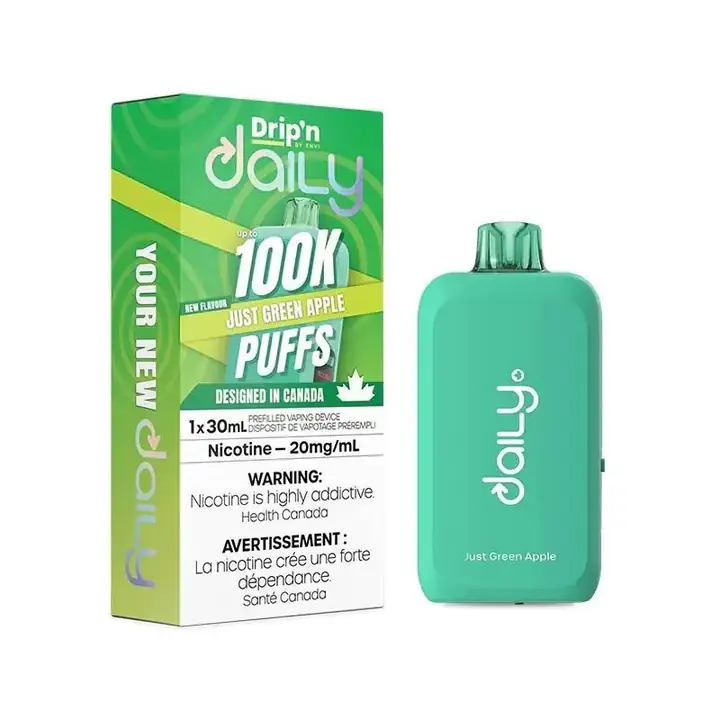 Drip'n
BY ENVI
daily
up to
100K
NEW FLAVOUR
JUST GREEN APPLE
PUFFS
DESIGNED IN CANADA
1 x 30mL PREFILLED VAPING DEVICE
DISPOSITIF DE VAPOTAGE PRÉREMPLI
Nicotine – 20mg/mL
WARNING:
Nicotine is highly addictive.
Health Canada
AVERTISSEMENT :
La nicotine crée une forte
dépendance.
Santé Canada
YOUR NEW daily
daily
Just Green Apple